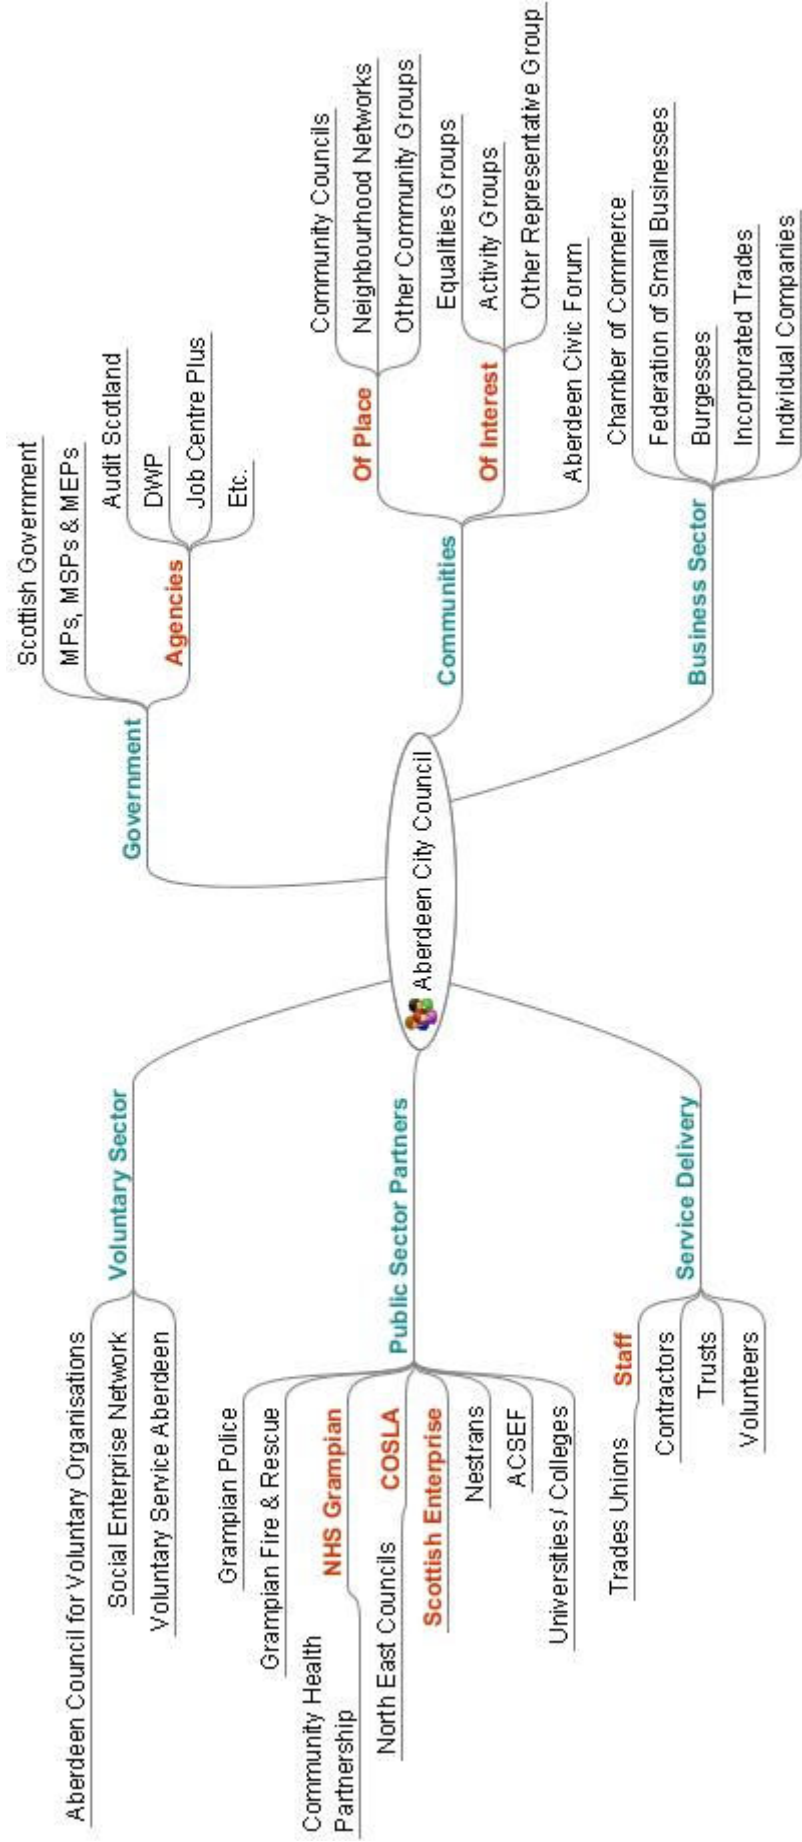 Aberdeen City Council
Voluntary Sector
Aberdeen Council for Voluntary Organisations
Social Enterprise Network
Voluntary Service Aberdeen
Public Sector Partners
Grampian Police
Grampian Fire & Rescue
NHS Grampian
Community Health
Partnership
COSLA
North East Councils
Scottish Enterprise
Nestrans
ACSEF
Universities / Colleges
Service Delivery
Staff
Trades Unions
Contractors
Trusts
Volunteers
Government
Scottish Government
MPs, MSPs & MEPs
Agencies
Audit Scotland
DWP
Job Centre Plus
Etc.
Communities
Of Place
Community Councils
Neighbourhood Networks
Other Community Groups
Of Interest
Equalities Groups
Activity Groups
Other Representative Group
Aberdeen Civic Forum
Business Sector
Chamber of Commerce
Federation of Small Businesses
Burgesses
Incorporated Trades
Individual Companies